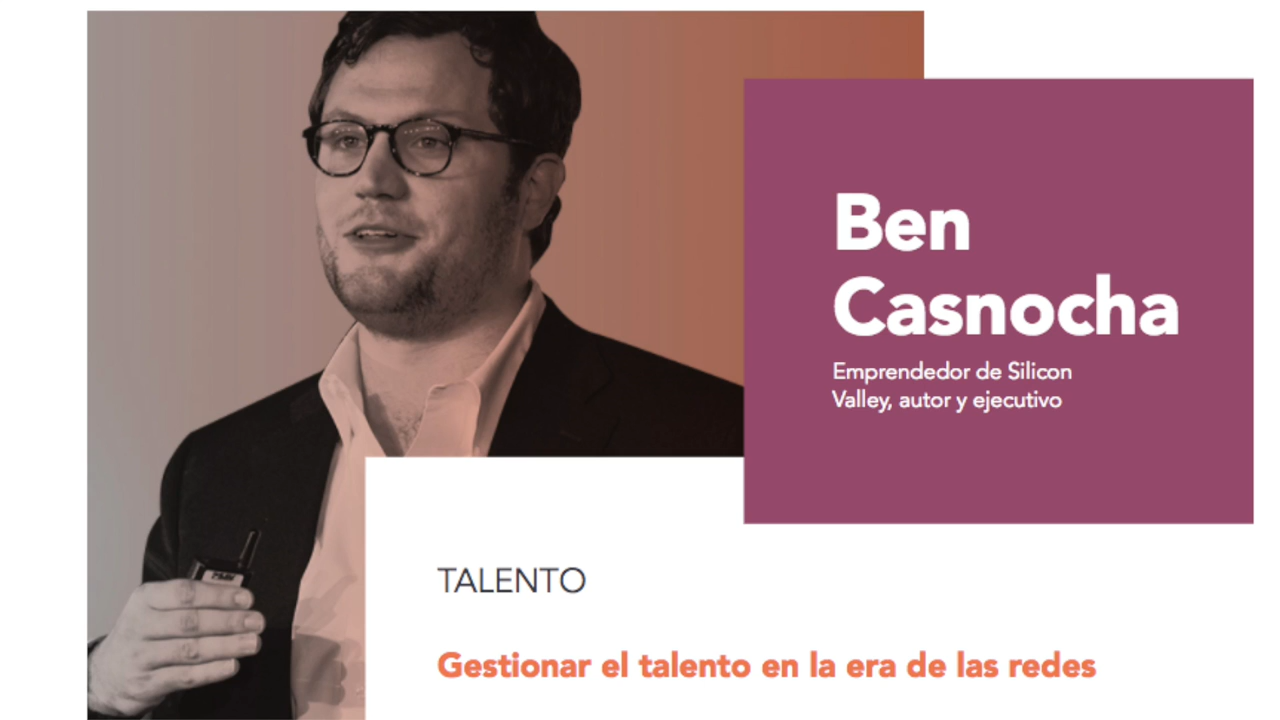 Ben
Casnocha
Emprendedor de Silicon
Valley, autor y ejecutivo
TALENTO
Gestionar el talento en la era de las redes